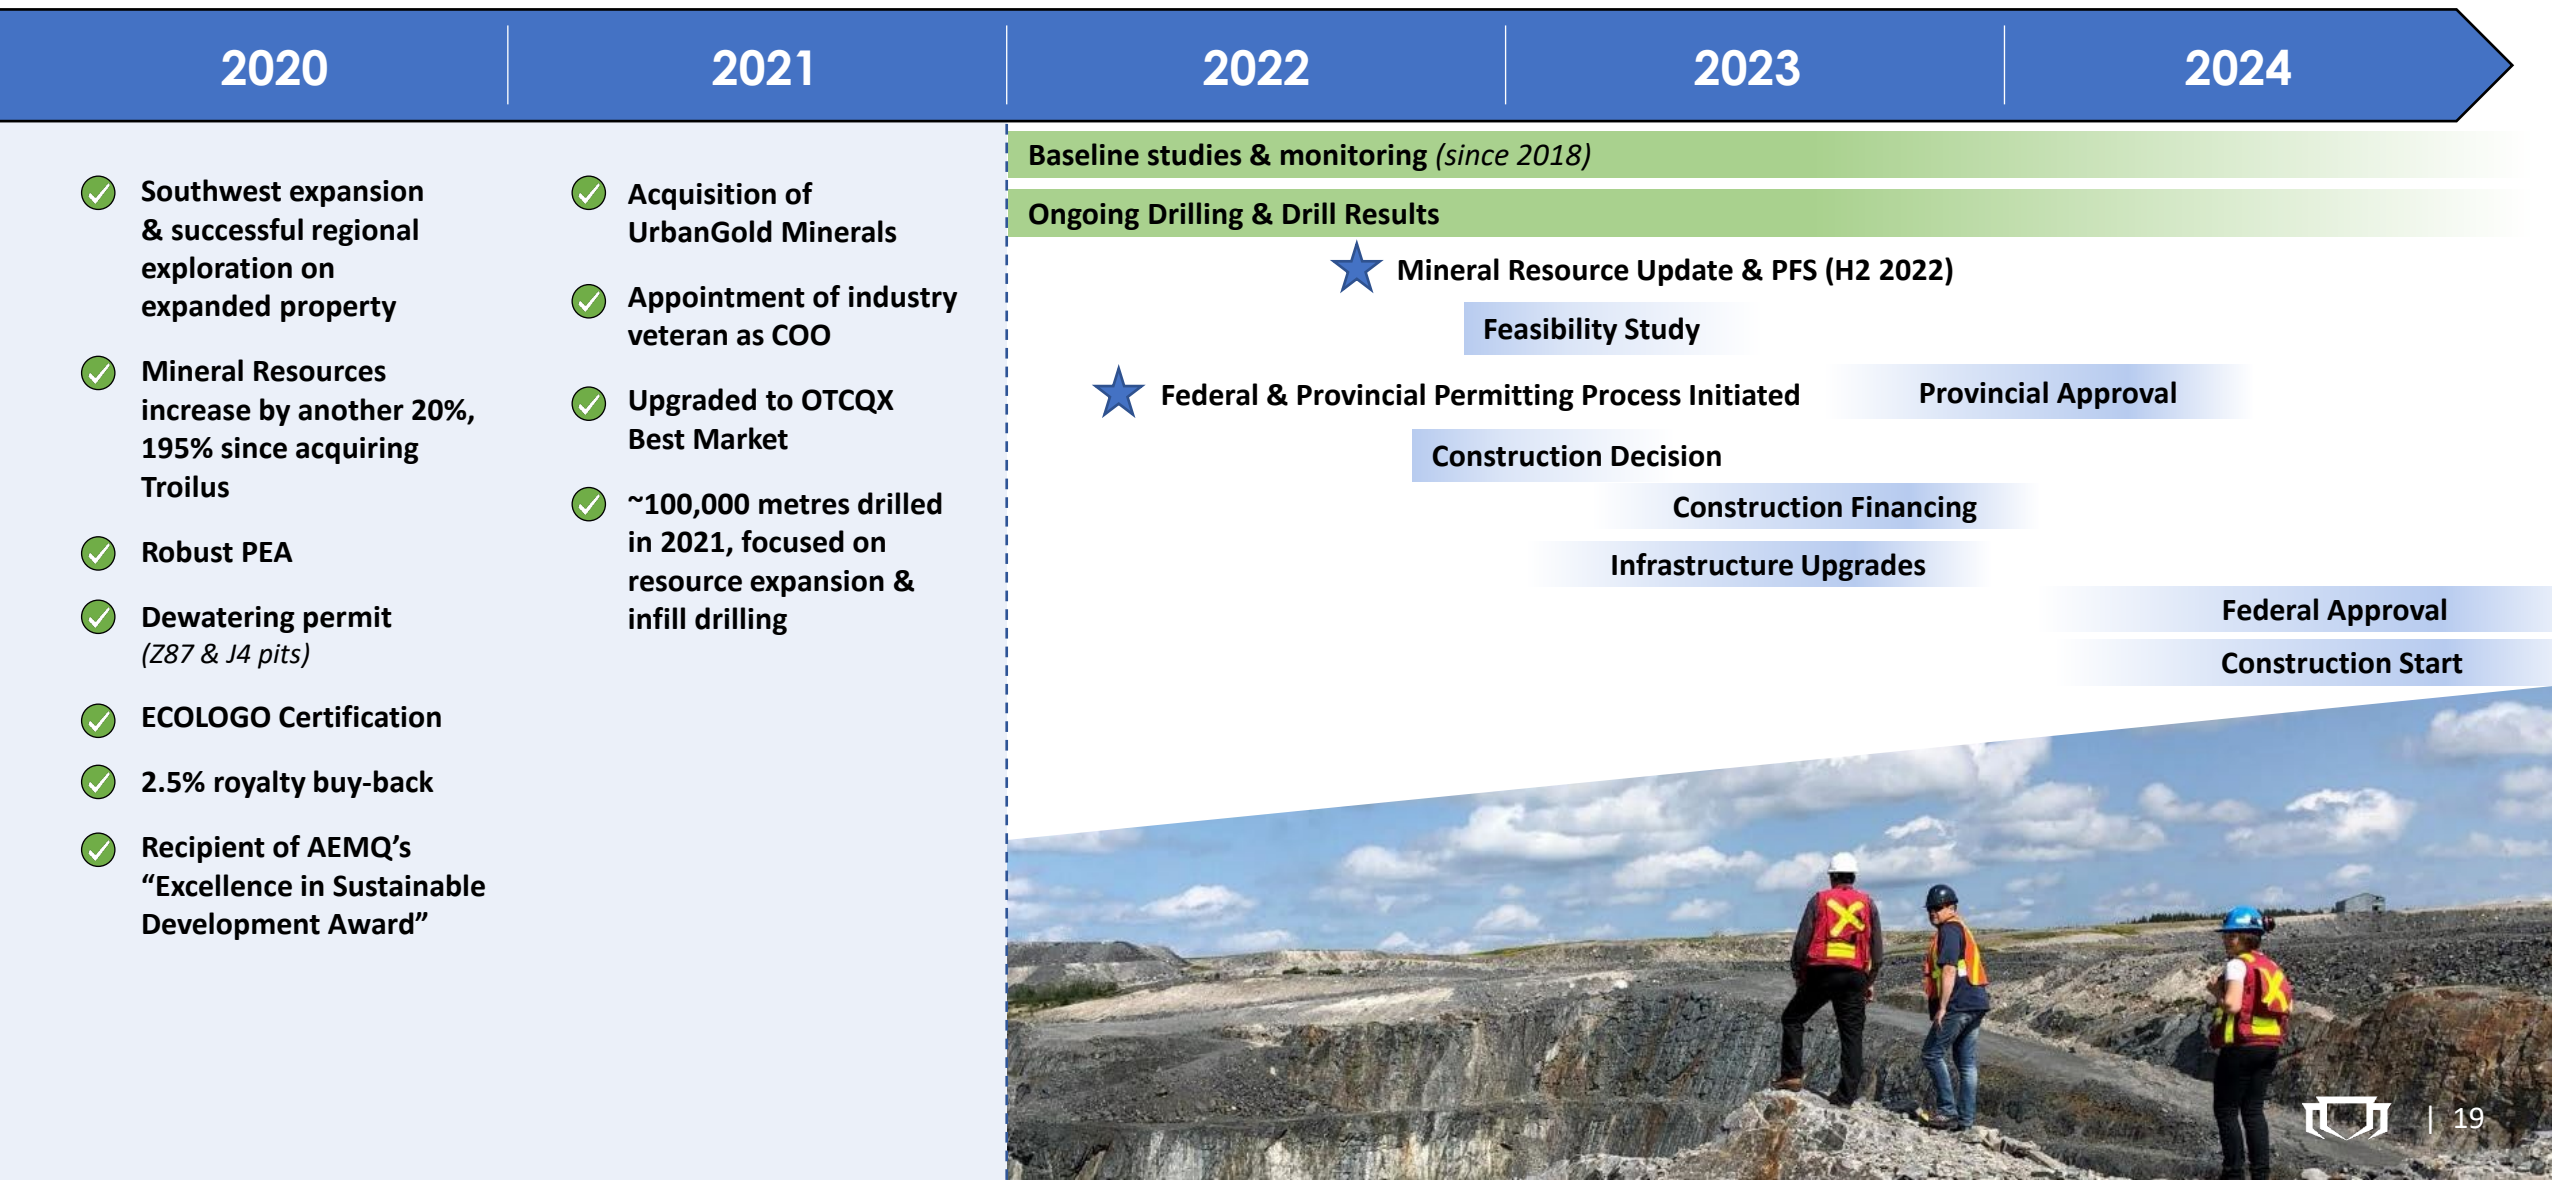 2020
2021
2022
2023
2024
Southwest expansion
& successful regional
exploration on
expanded property
Mineral Resources
increase by another 20%,
195% since acquiring
Troilus
Robust PEA
Dewatering permit
(Z87 & J4 pits)
ECOLOGO Certification
2.5% royalty buy-back
Recipient of AEMQ’s
“Excellence in Sustainable
Development Award”
Acquisition of
UrbanGold Minerals
Appointment of industry
veteran as COO
Upgraded to OTCQX
Best Market
~100,000 metres drilled
in 2021, focused on
resource expansion &
infill drilling
Baseline studies & monitoring (since 2018)
Ongoing Drilling & Drill Results
Mineral Resource Update & PFS (H2 2022)
Feasibility Study
Federal & Provincial Permitting Process Initiated
Provincial Approval
Construction Decision
Construction Financing
Infrastructure Upgrades
Federal Approval
Construction Start
| 19